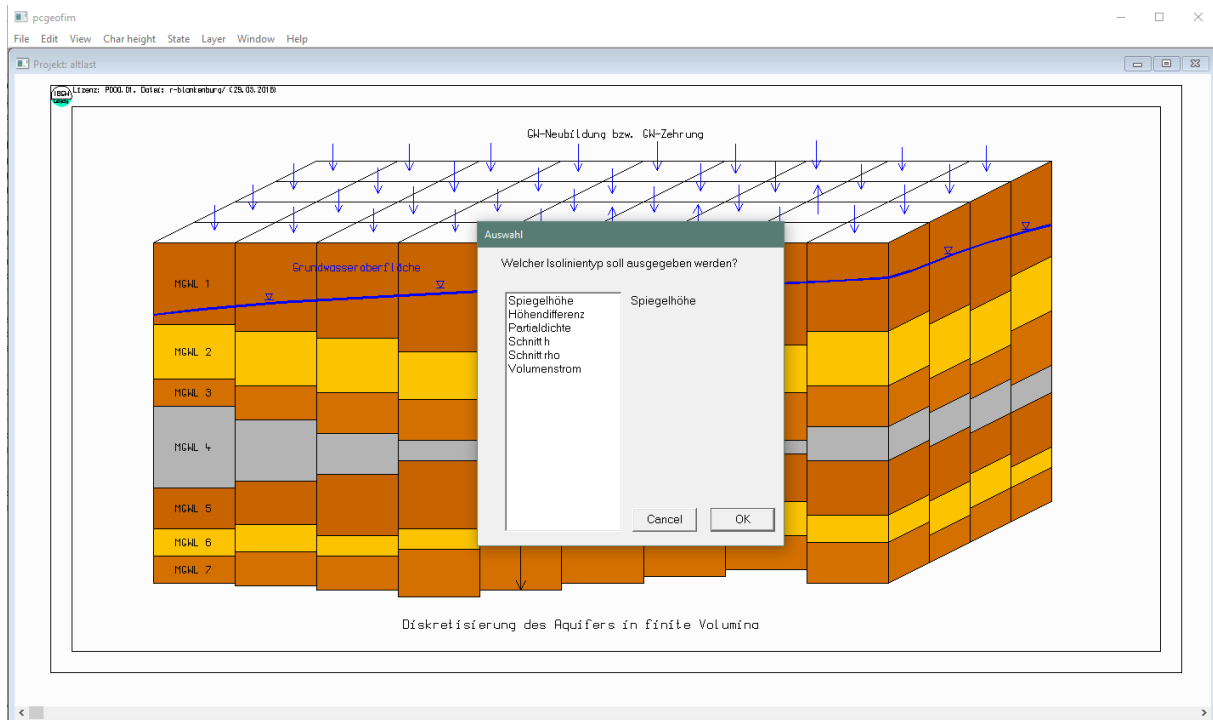 pcgeofim
File Edit View Char height State Layer Window Help
Projekt: altlast
Lizenz: PD00.01. Datei: r-blankenburg/ (29.03.2018)
GW-Neubildung bzw. GW-Zehrung
Auswahl
Welcher Isolinientyp soll ausgegeben werden?
Grundwasseroberfläche
MGWL 1
Spiegelhöhe Spiegelhöhe
Höhendifferenz
Partialdichte
Schnitt h
Schnitt rho
Volumenstrom
MGWL 2
MGWL 3
MGWL 4
MGWL 5
Cancel OK
MGWL 6
MGWL 7
Diskretisierung des Aquifers in finite Volumina